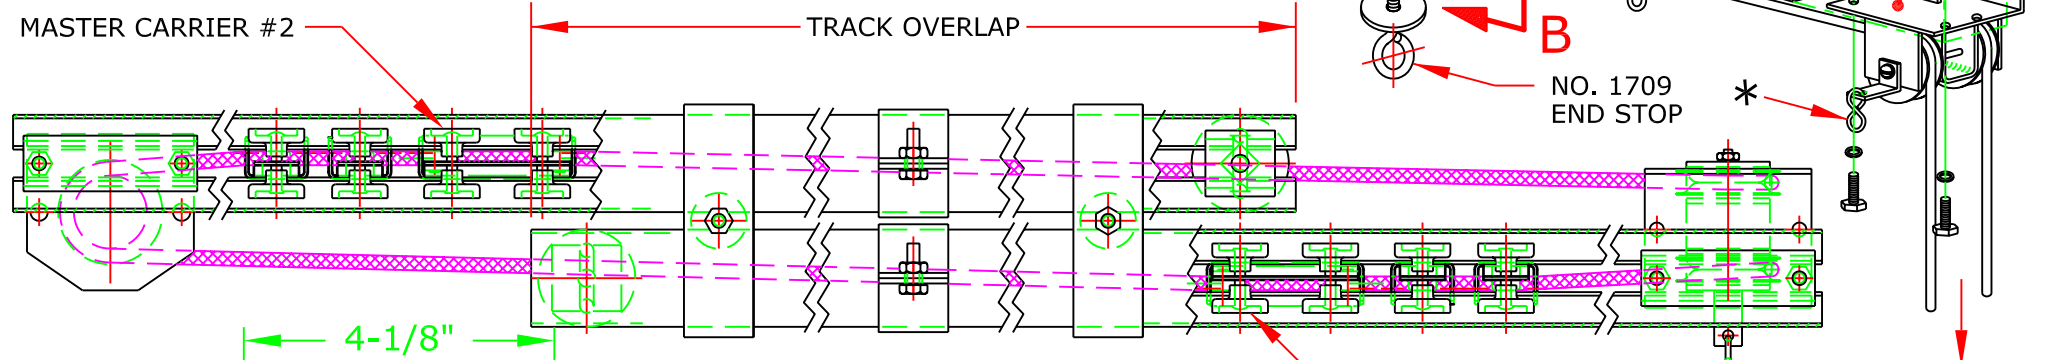 MASTER CARRIER #2
TRACK OVERLAP
B
NO. 1709
END STOP
*
4-1/8"